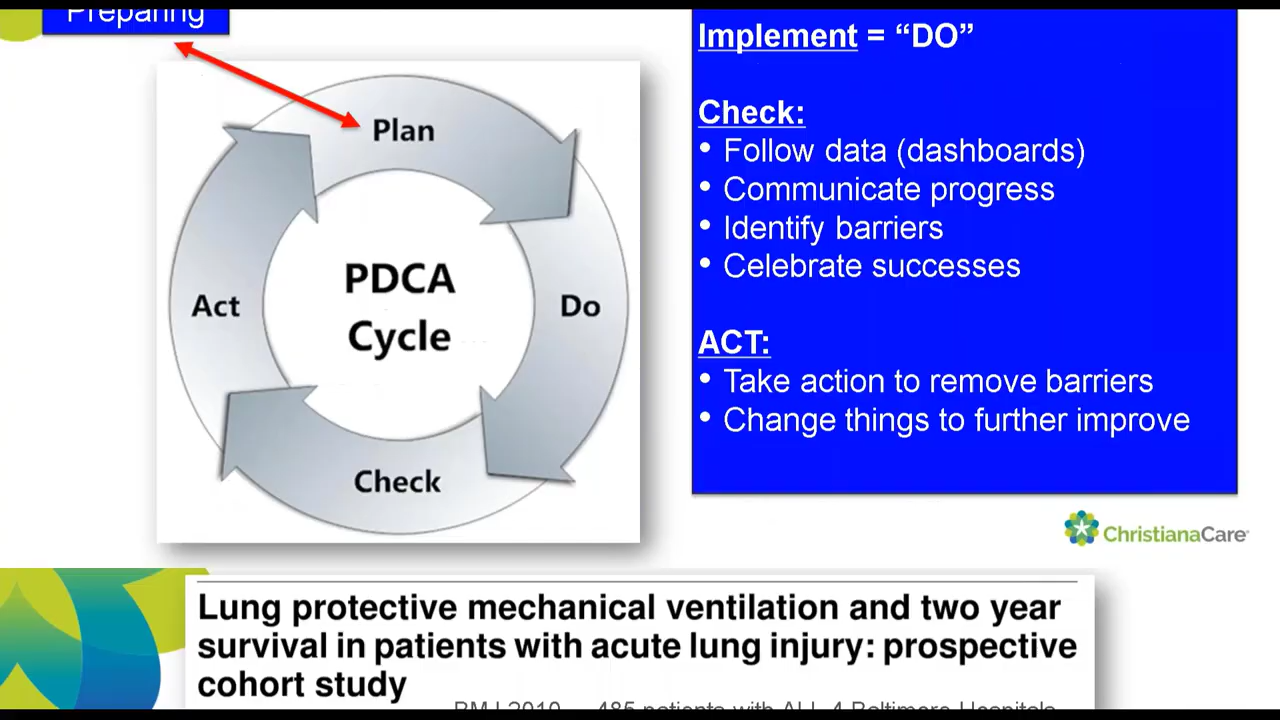 Preparing
Implement = “DO”
Check:
• Follow data (dashboards)
• Communicate progress
• Identify barriers
• Celebrate successes
ACT:
• Take action to remove barriers
• Change things to further improve
Plan
Do
Check
Act
PDCA
Cycle
ChristianaCare
Lung protective mechanical ventilation and two year
survival in patients with acute lung injury: prospective
cohort study
485 patients with ALI, 4 Baltimore Hospitals